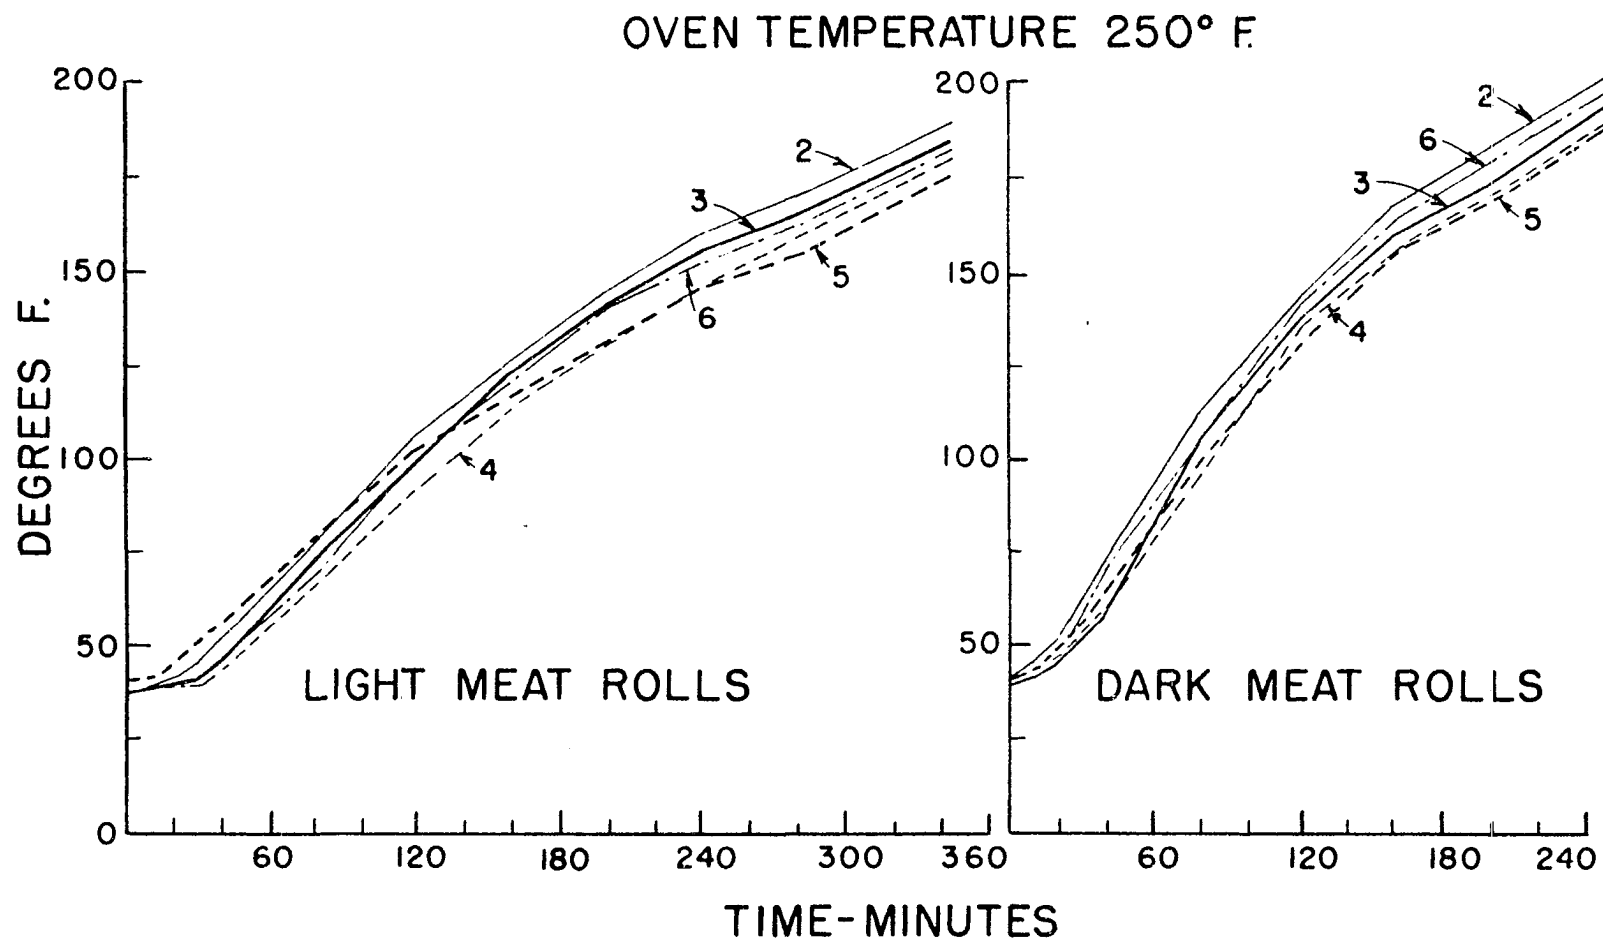 OVEN TEMPERATURE 250° F.
200
150
100
50
0
DEGREES F.
2
3
6
5
4
LIGHT MEAT ROLLS
60 120 180 240 300 360
200
150
100
50
2
6
3
5
4
DARK MEAT ROLLS
60 120 180 240
TIME-MINUTES